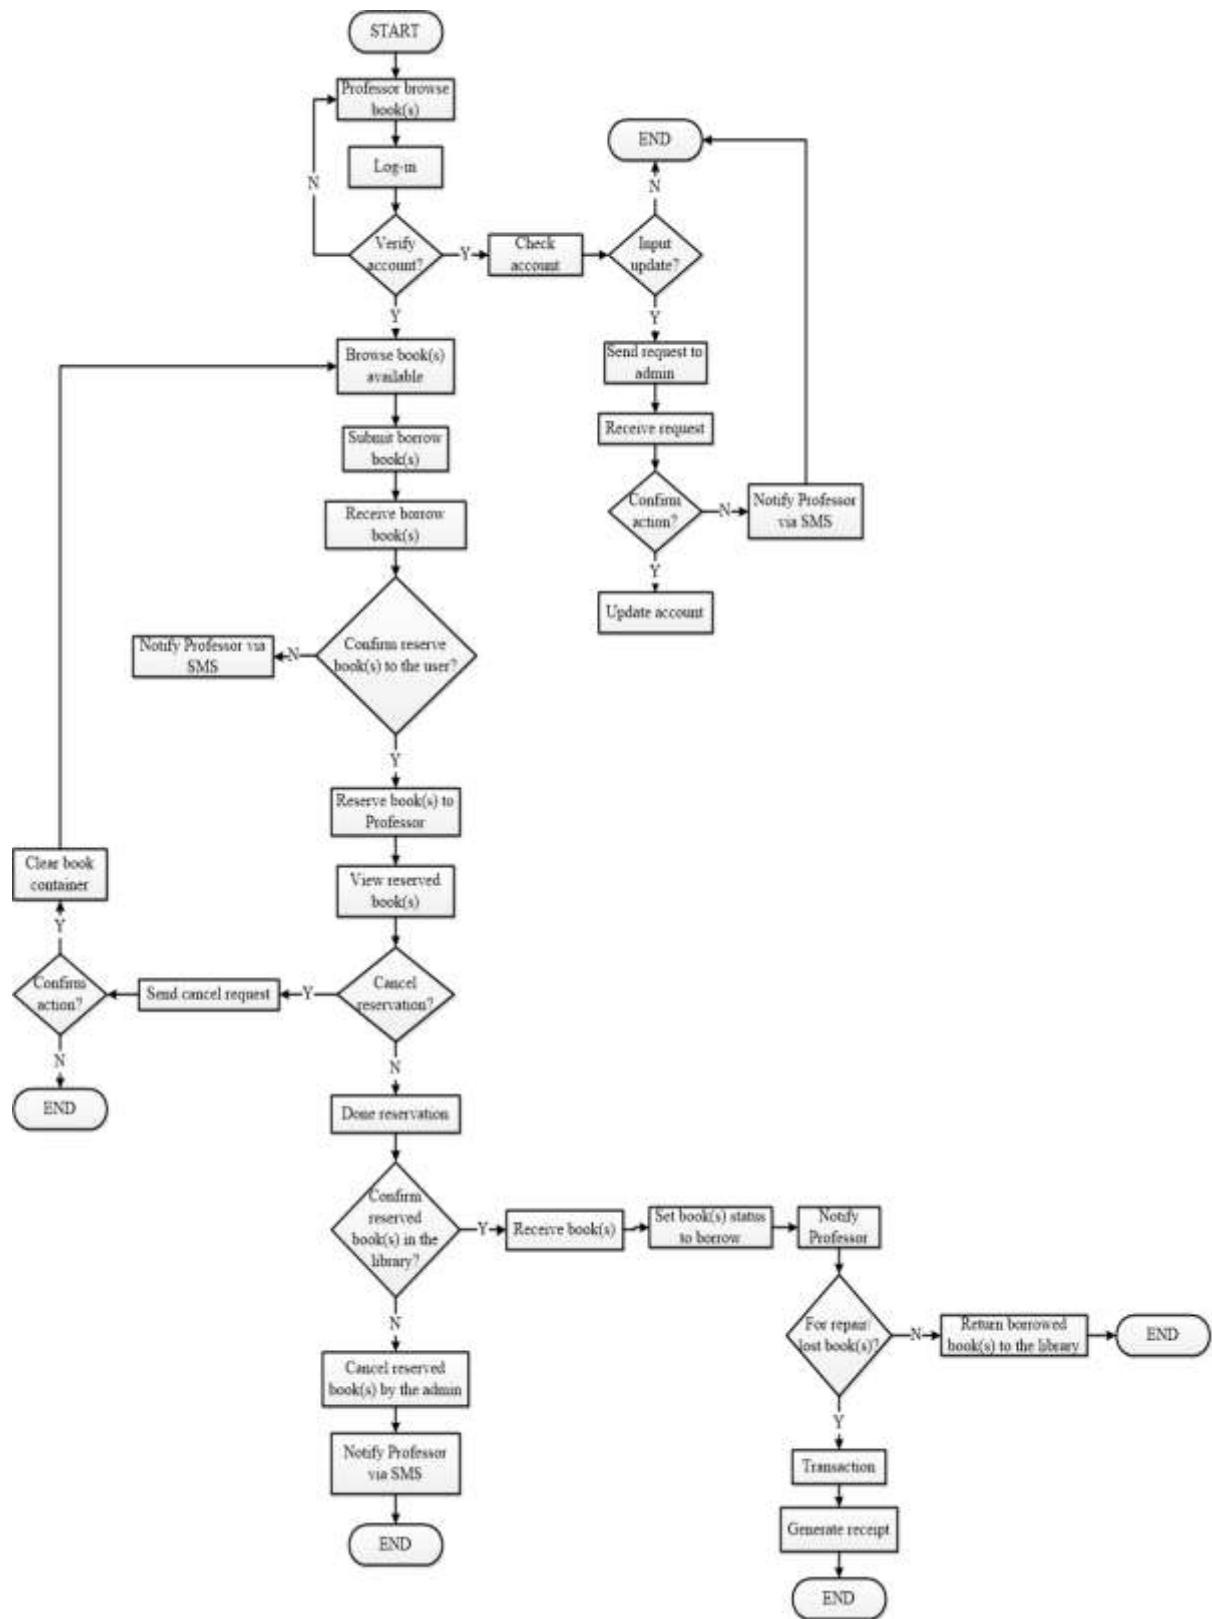 START
Professor browse
book(s)
END
Log-in
N
N
Verify
account?
Y
Check
account
Input
update?
Y
Y
Browse book(s)
available
Send request to
admin
Submit borrow
book(s)
Receive request
Receive borrow
book(s)
Confirm
action?
N
Notify Professor
via SMS
Y
Update account
Notify Professor via
SMS
N
Confirm reserve
book(s) to the user?
Y
Reserve book(s) to
Professor
Clear book
container
View reserved
book(s)
Y
Confirm
action?
Send cancel request
Y
Cancel
reservation?
N
N
END
Done reservation
Confirm
reserved
book(s) in the
library?
Y
Receive book(s)
Set book(s) status
to borrow
Notify
Professor
N
For repair/
lost book(s)?
N
Return borrowed
book(s) to the library
END
Cancel reserved
book(s) by the admin
Y
Notify Professor
via SMS
Transaction
Generate receipt
END
END